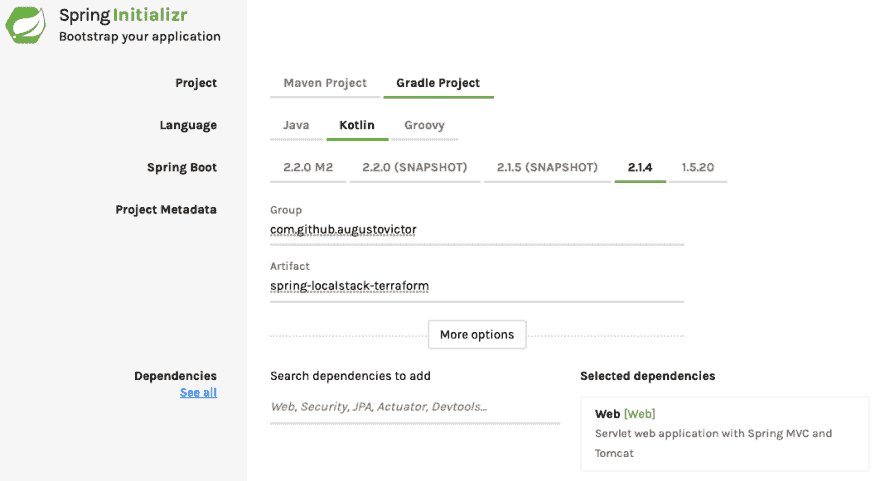 Spring Initializr
Bootstrap your application
Project
Maven Project
Gradle Project
Language
Java
Kotlin
Groovy
Spring Boot
2.2.0 M2
2.2.0 (SNAPSHOT)
2.1.5 (SNAPSHOT)
2.1.4
1.5.20
Project Metadata
Group
com.github.augustovictor
Artifact
spring-localstack-terraform
More options
Dependencies
See all
Search dependencies to add
Web, Security, JPA, Actuator, Devtools...
Selected dependencies
Web [Web]
Servlet web application with Spring MVC and
Tomcat